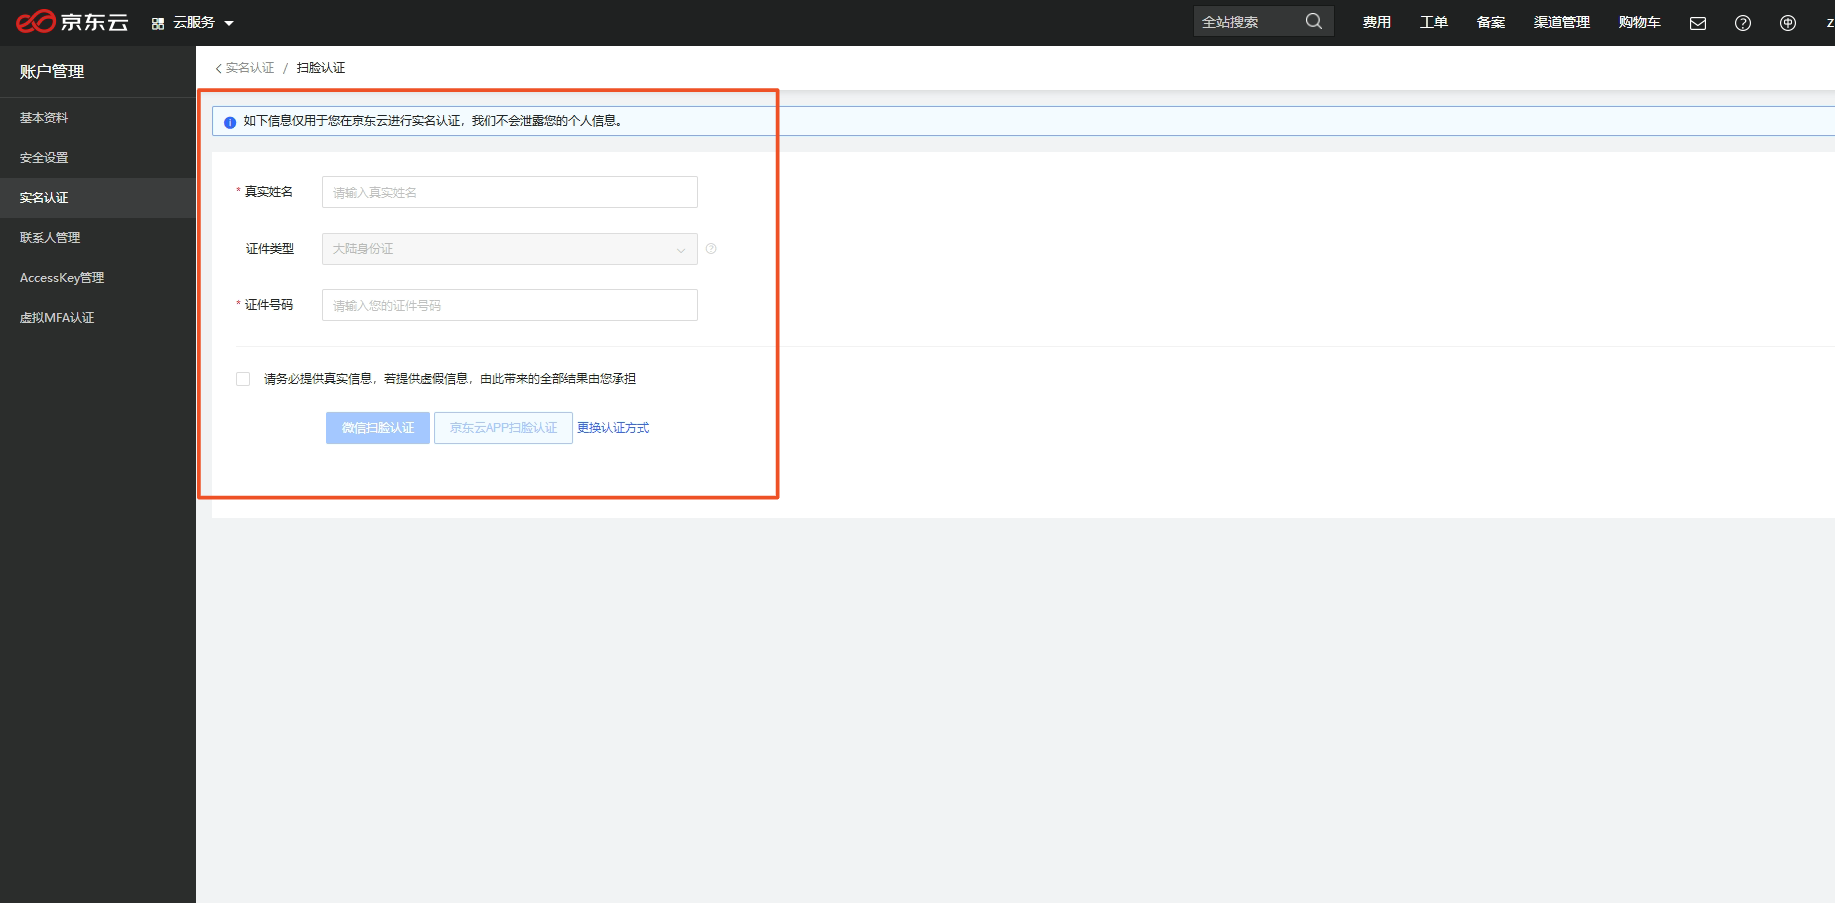 京东云 云服务 全站搜索 费用 工单 备案 渠道管理 购物车 z
账户管理
基本资料
安全设置
实名认证
联系人管理
AccessKey管理
虚拟MFA认证
实名认证 / 扫脸认证
如下信息仅用于您在京东云进行实名认证，我们不会泄露您的个人信息。
* 真实姓名 请输入真实姓名
证件类型 大陆身份证
* 证件号码 请输入您的证件号码
请务必提供真实信息，若提供虚假信息，由此带来的全部结果由您承担
微信扫脸认证 京东云APP扫脸认证 更换认证方式